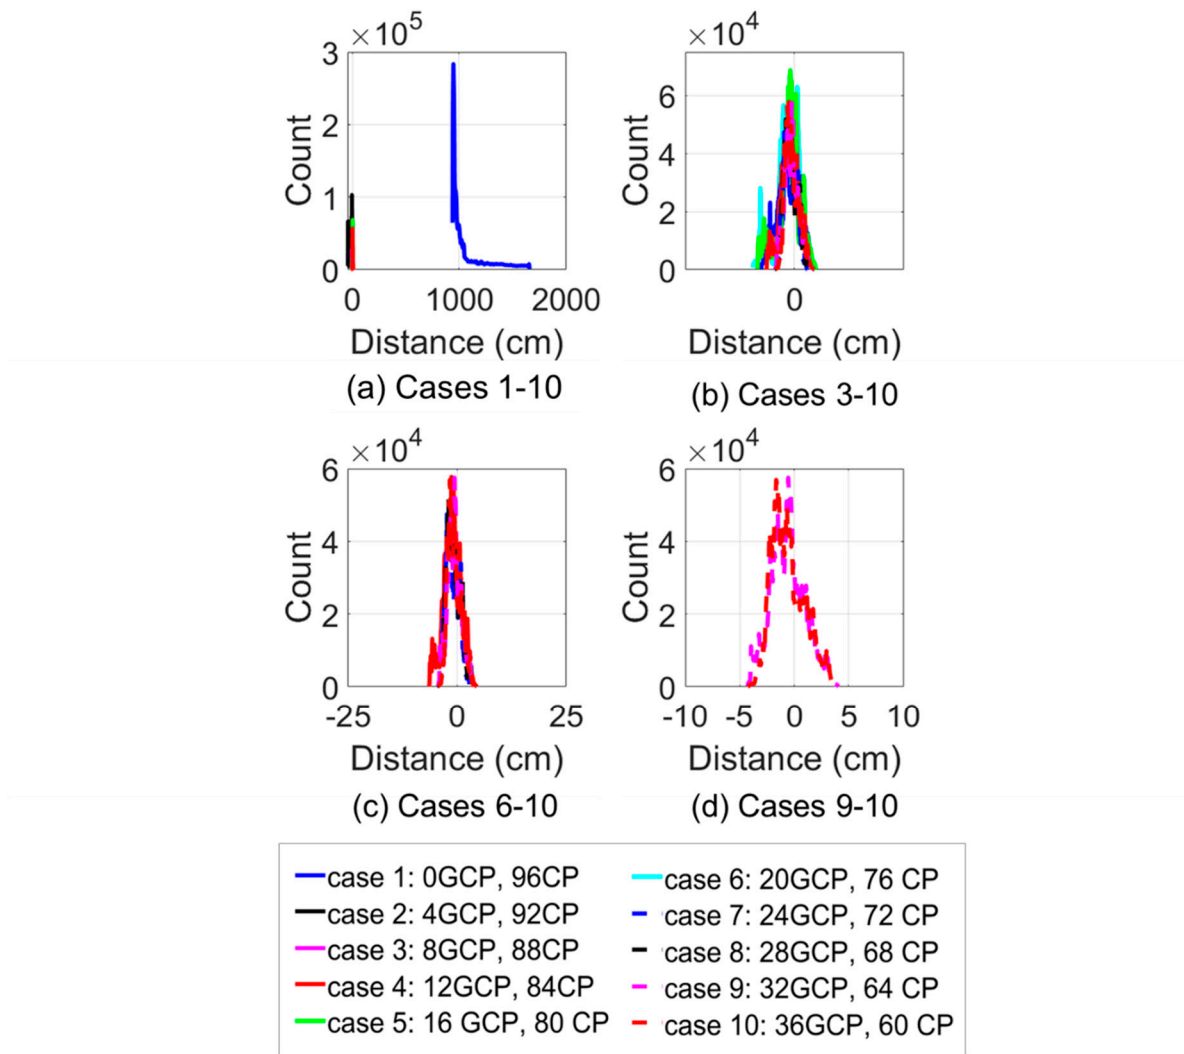 ×10^5
3
2
1
0
Count
0 1000 2000
Distance (cm)
(a) Cases 1-10
×10^4
6
4
2
0
Count
0
Distance (cm)
(b) Cases 3-10
×10^4
6
4
2
0
Count
-25 0 25
Distance (cm)
(c) Cases 6-10
×10^4
6
4
2
0
Count
-10 -5 0 5 10
Distance (cm)
(d) Cases 9-10
case 1: 0GCP, 96CP
case 2: 4GCP, 92CP
case 3: 8GCP, 88CP
case 4: 12GCP, 84CP
case 5: 16 GCP, 80 CP
case 6: 20GCP, 76 CP
case 7: 24GCP, 72 CP
case 8: 28GCP, 68 CP
case 9: 32GCP, 64 CP
case 10: 36GCP, 60 CP